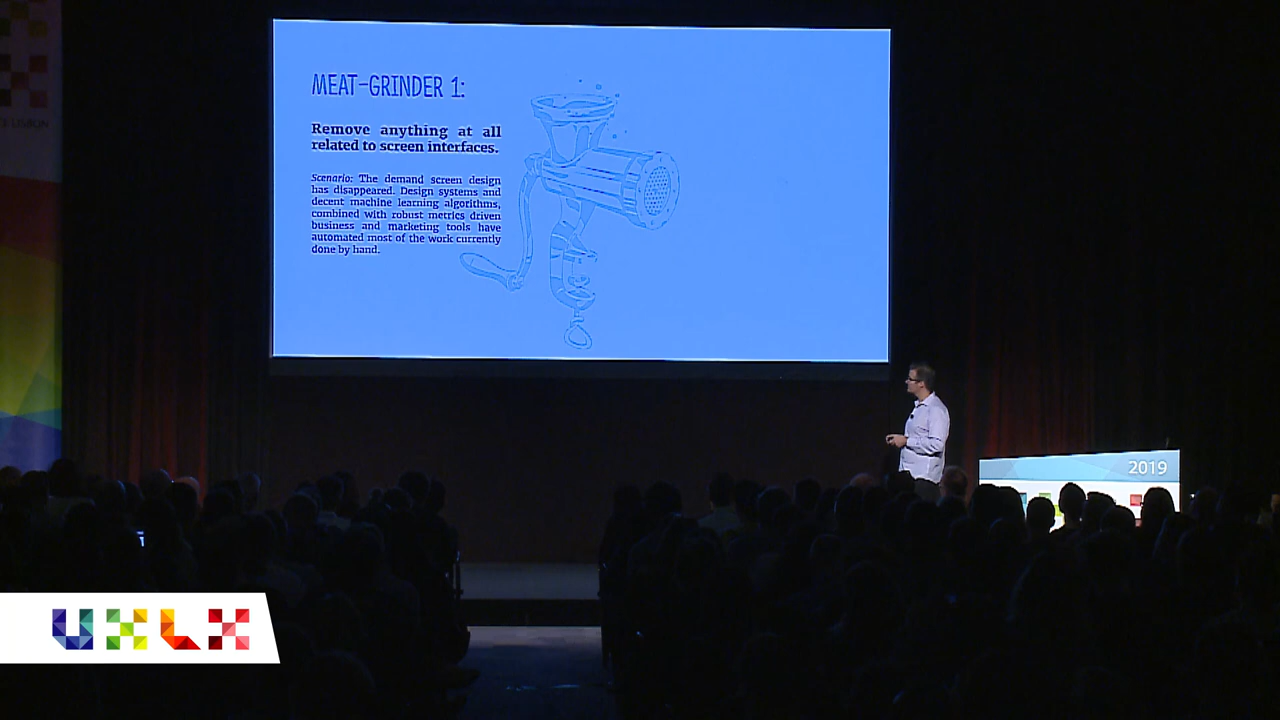 MEAT-GRINDER 1:
Remove anything at all
related to screen interfaces.
Scenario: The demand screen design
has disappeared. Design systems and
decent machine learning algorithms,
combined with robust metrics driven
business and marketing tools have
automated most of the work currently
done by hand.
2019
UXLX